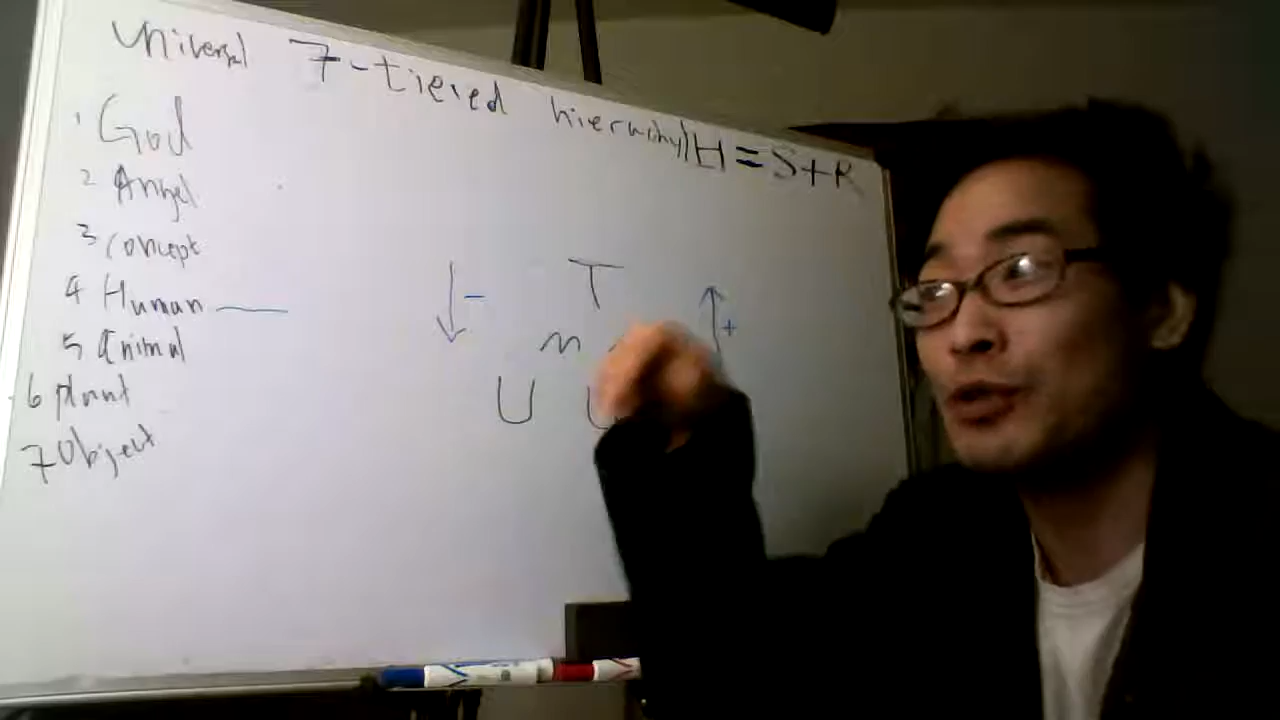 Universal 7-tiered hierarchy H = S+R
1 God
2 Angel
3 Concept
4 Human
5 Animal
6 Plant
7 Object
- T +
m
U U